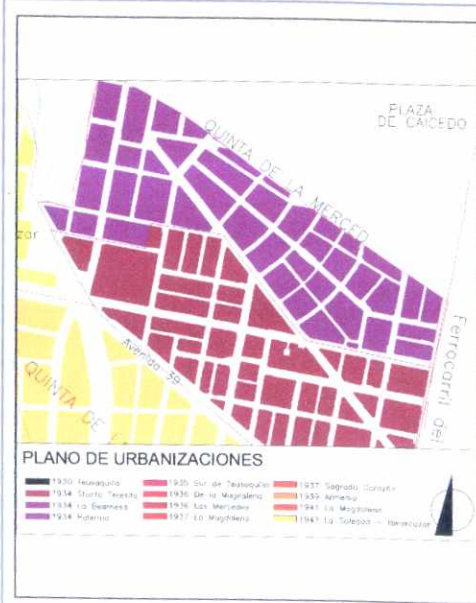 PLAZA
DE CAICEDO
QUINTA DE LA MERCED
zar
Avenida 39
QUINTA DE
Ferrocarril del
PLANO DE URBANIZACIONES
1930 Teusaquillo
1934 Santa Teresita
1934 La
1934 Palermo
1935 Sur de Teusaquillo
1936 De la Magdalena
1936 Las Mercedes
1937 La Magdalena
1937 Sagrado Corazón
1939 Armenia
1941 La Magdalena
1947 La Soledad -